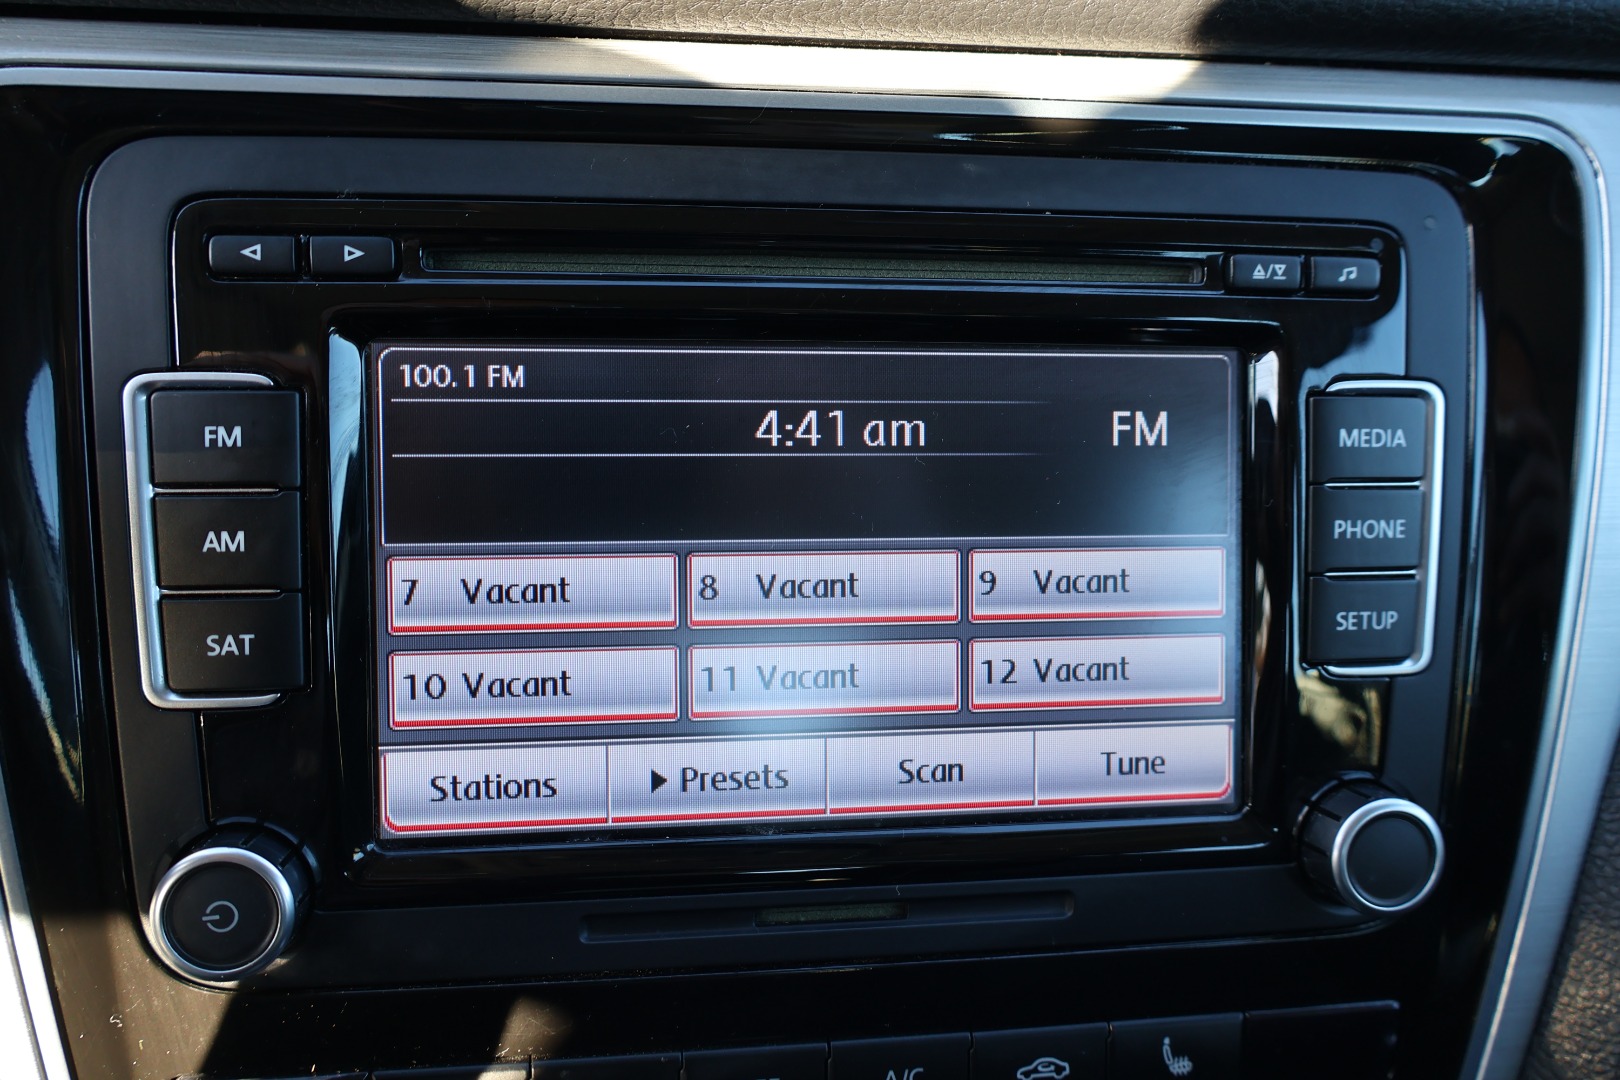 100.1 FM
4:41 am FM
7 Vacant
8 Vacant
9 Vacant
10 Vacant
11 Vacant
12 Vacant
Stations
Presets
Scan
Tune
FM
AM
SAT
MEDIA
PHONE
SETUP
A/C